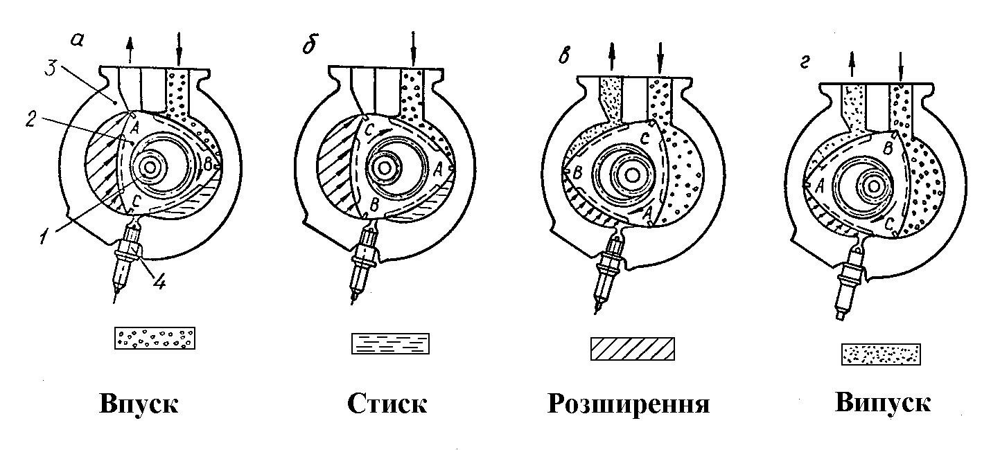 а
б
в
г
3
2
1
4
A
B
C
C
A
B
C
B
A
B
A
C
Впуск
Стиск
Розширення
Випуск